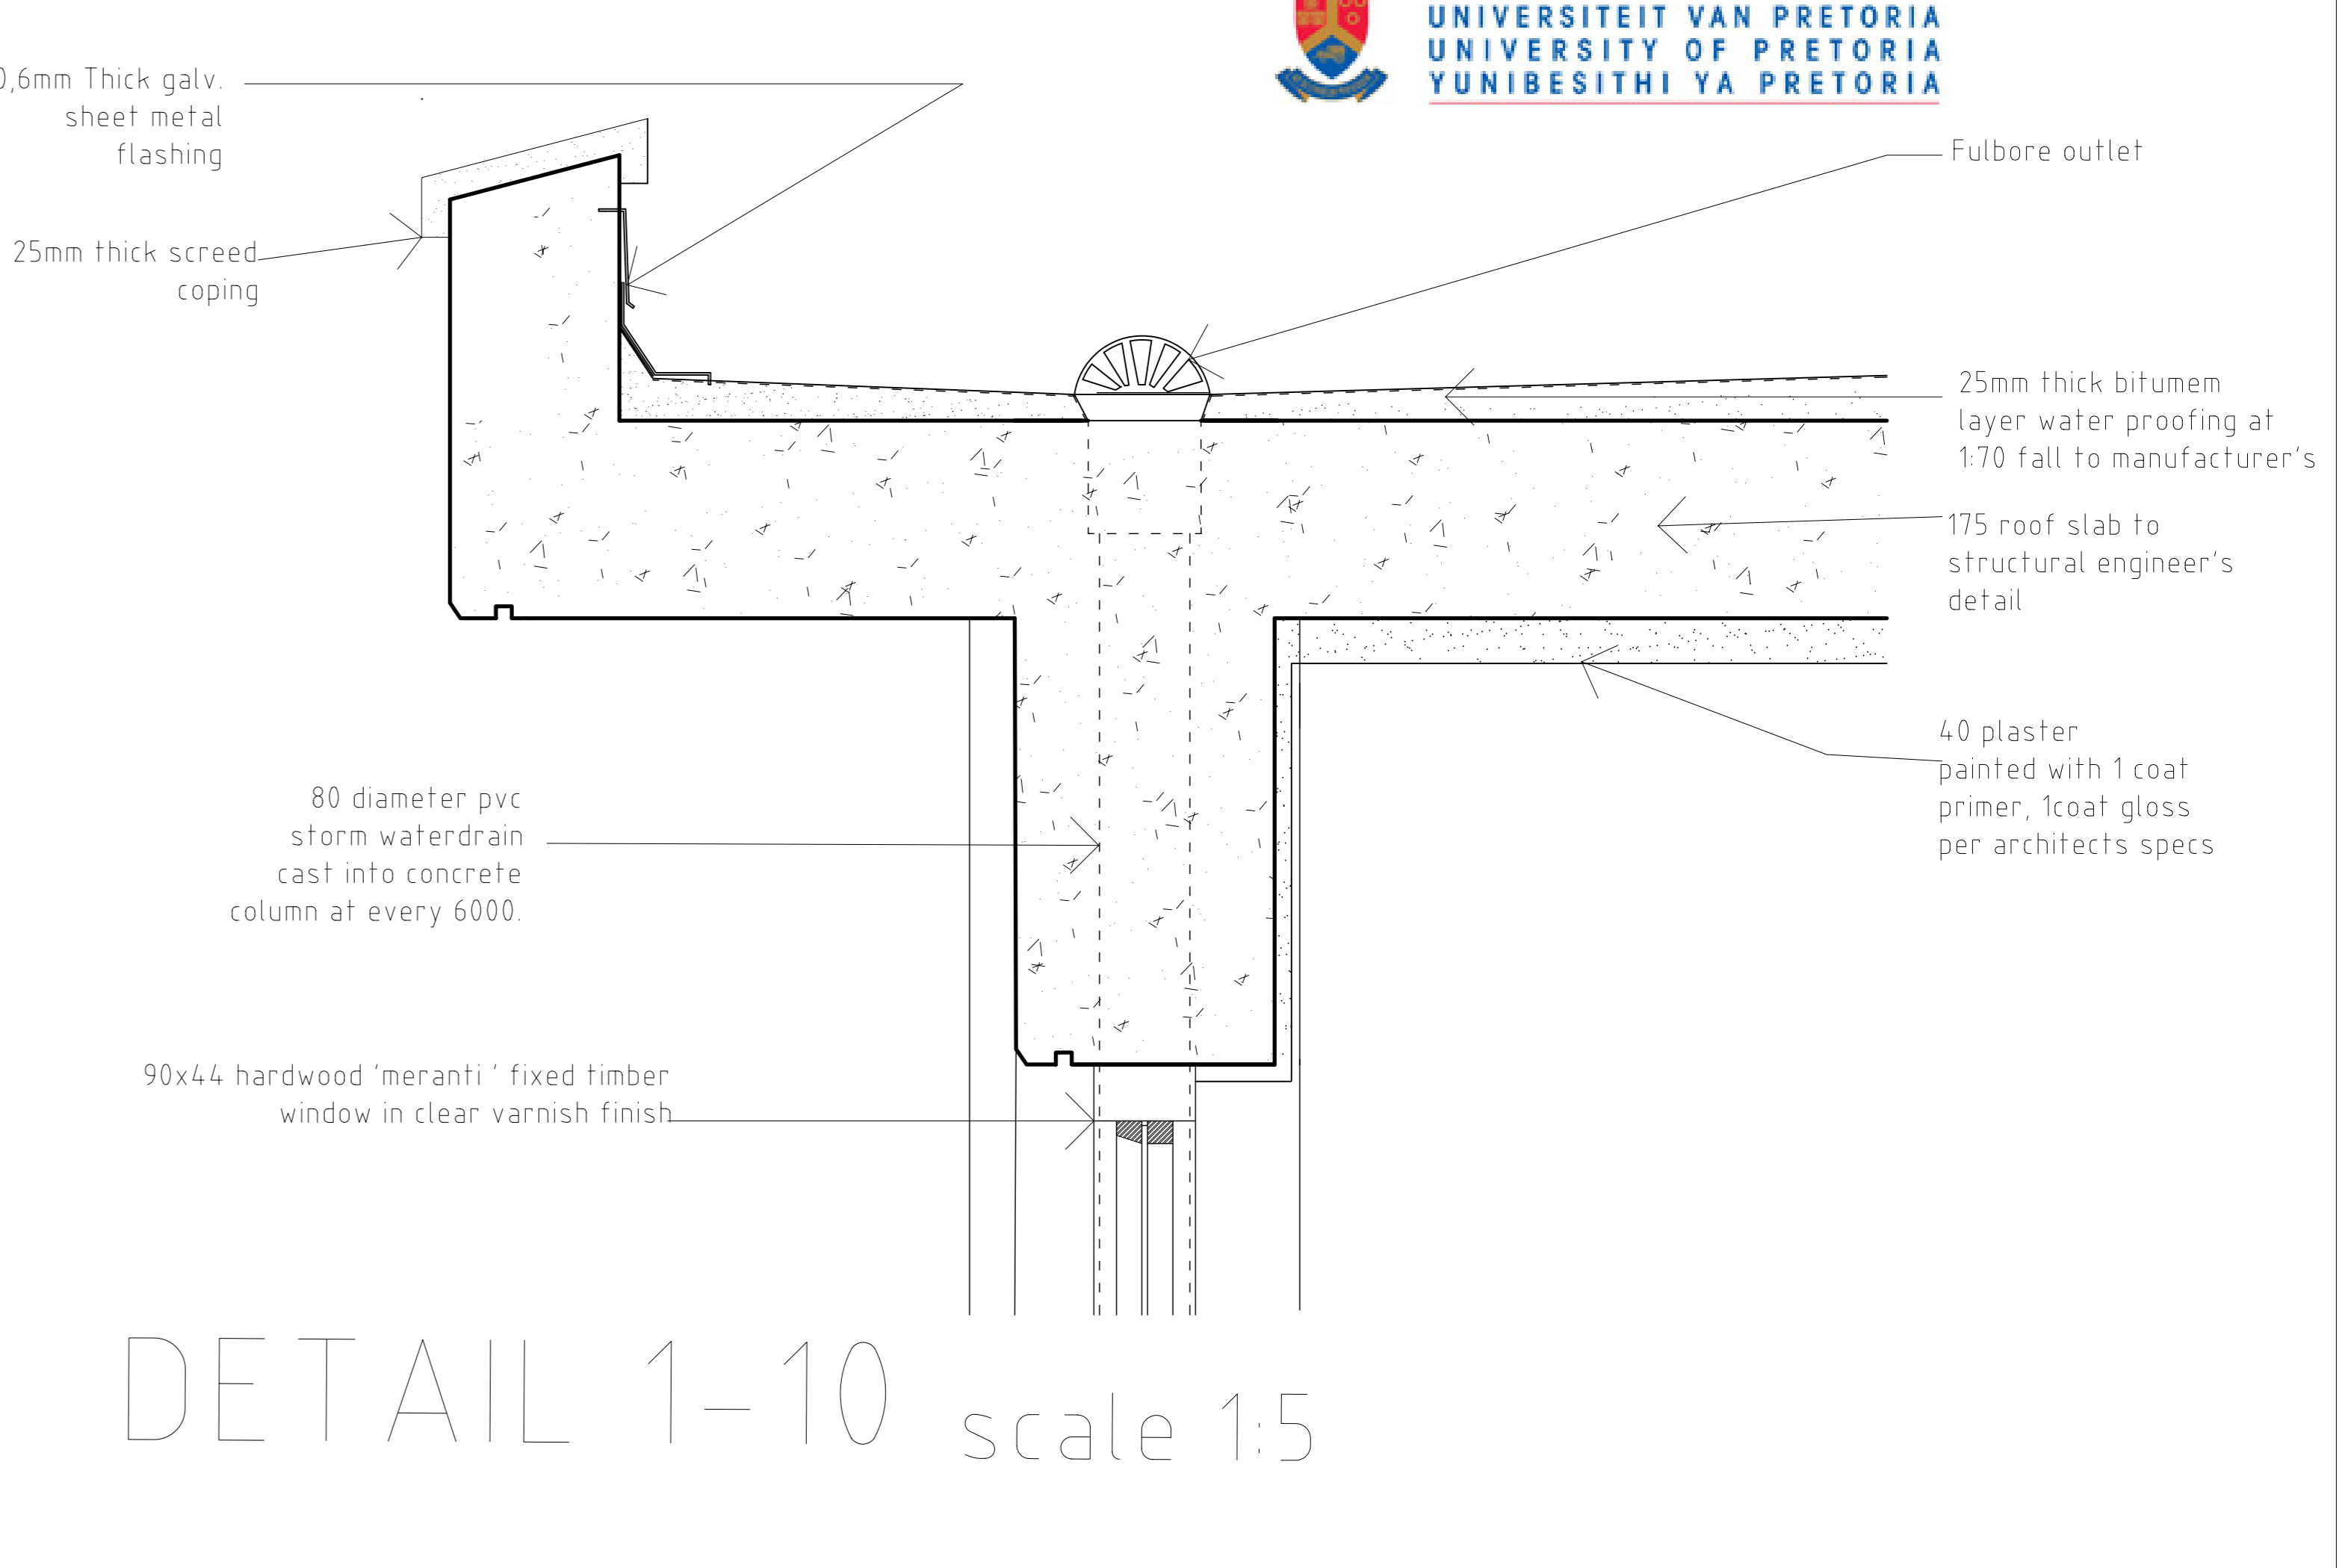 UNIVERSITEIT VAN PRETORIA
UNIVERSITY OF PRETORIA
YUNIBESITHI YA PRETORIA
0,6mm Thick galv.
sheet metal
flashing
25mm thick screed
coping
Fulbore outlet
25mm thick bitumem
layer water proofing at
1:70 fall to manufacturer's
175 roof slab to
structural engineer's
detail
40 plaster
painted with 1 coat
primer, 1coat gloss
per architects specs
80 diameter pvc
storm waterdrain
cast into concrete
column at every 6000.
90x44 hardwood 'meranti ' fixed timber
window in clear varnish finish
DETAIL 1-10 scale 1:5